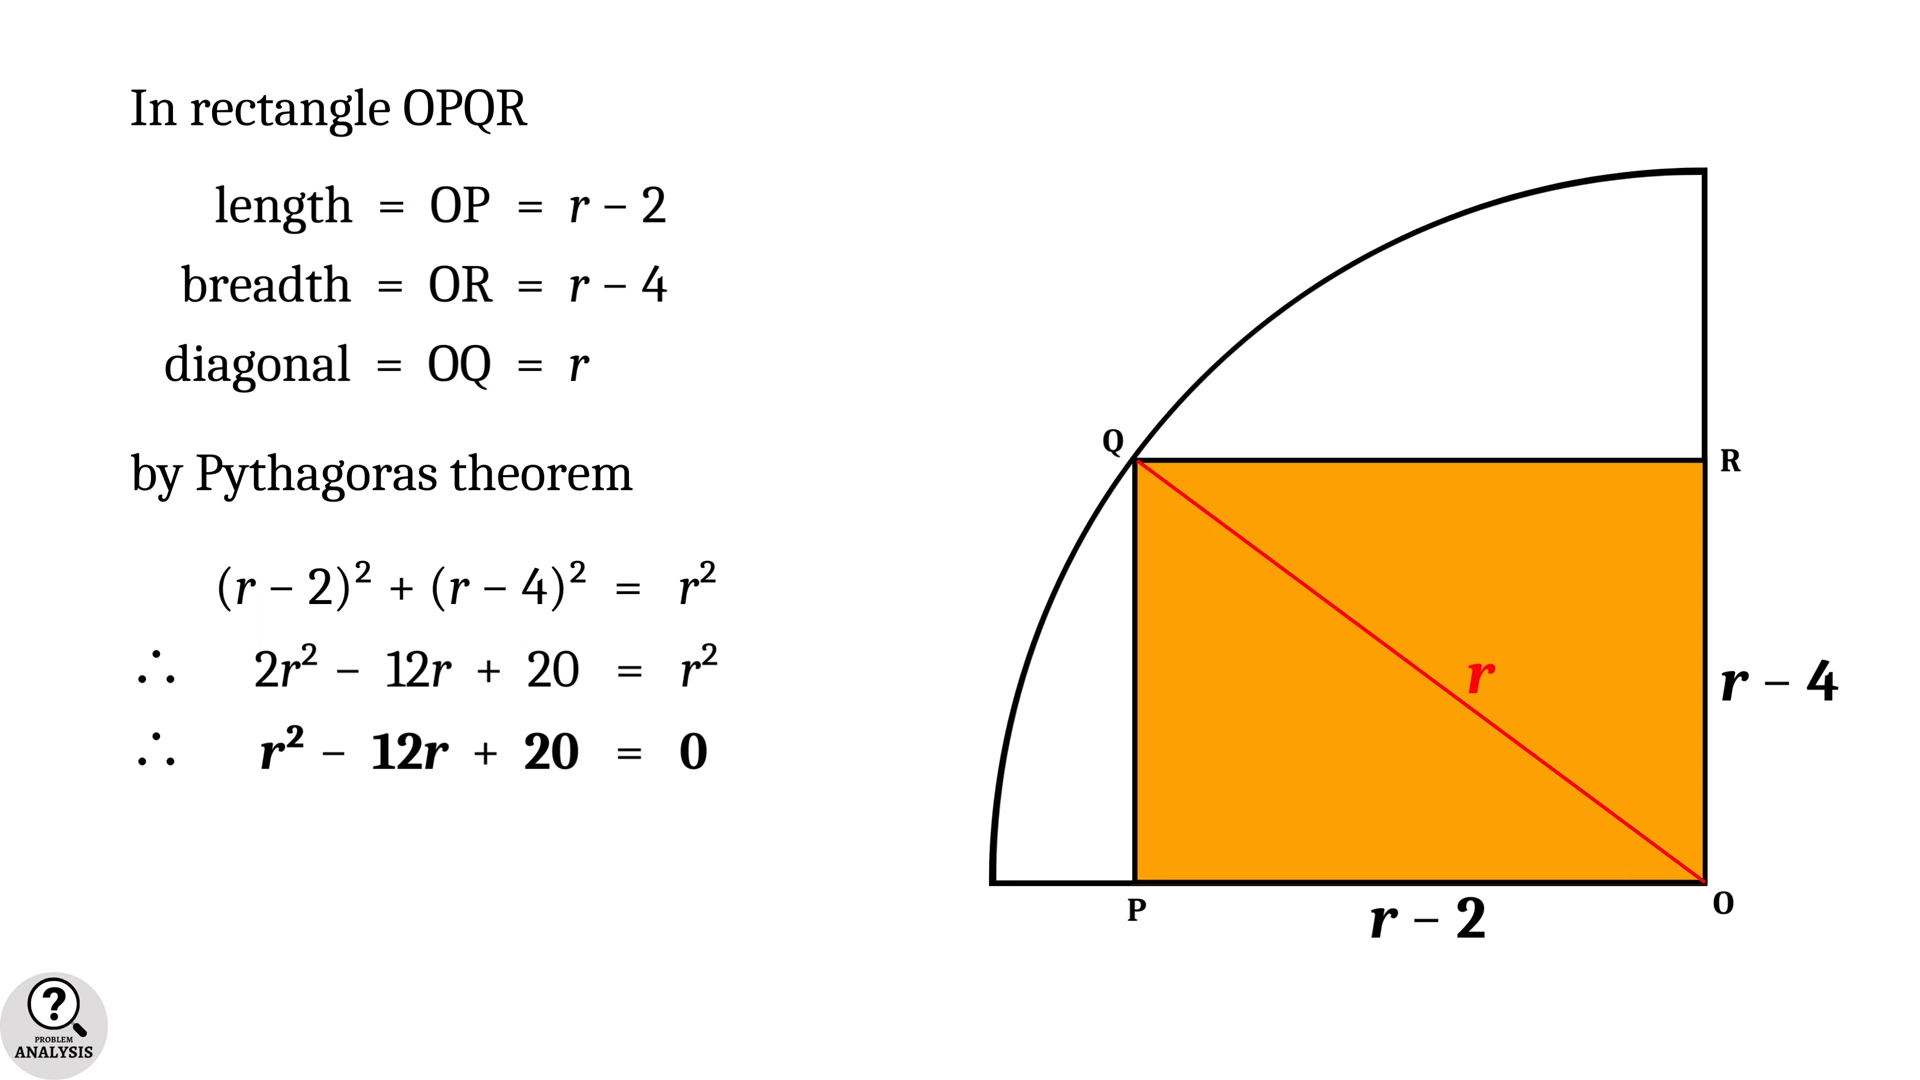 In rectangle OPQR
length = OP = r − 2
breadth = OR = r − 4
diagonal = OQ = r
by Pythagoras theorem
(r − 2)² + (r − 4)² = r²
∴ 2r² − 12r + 20 = r²
∴ r² − 12r + 20 = 0
Q
R
r
r − 4
P
O
r − 2
?
PROBLEM
ANALYSIS